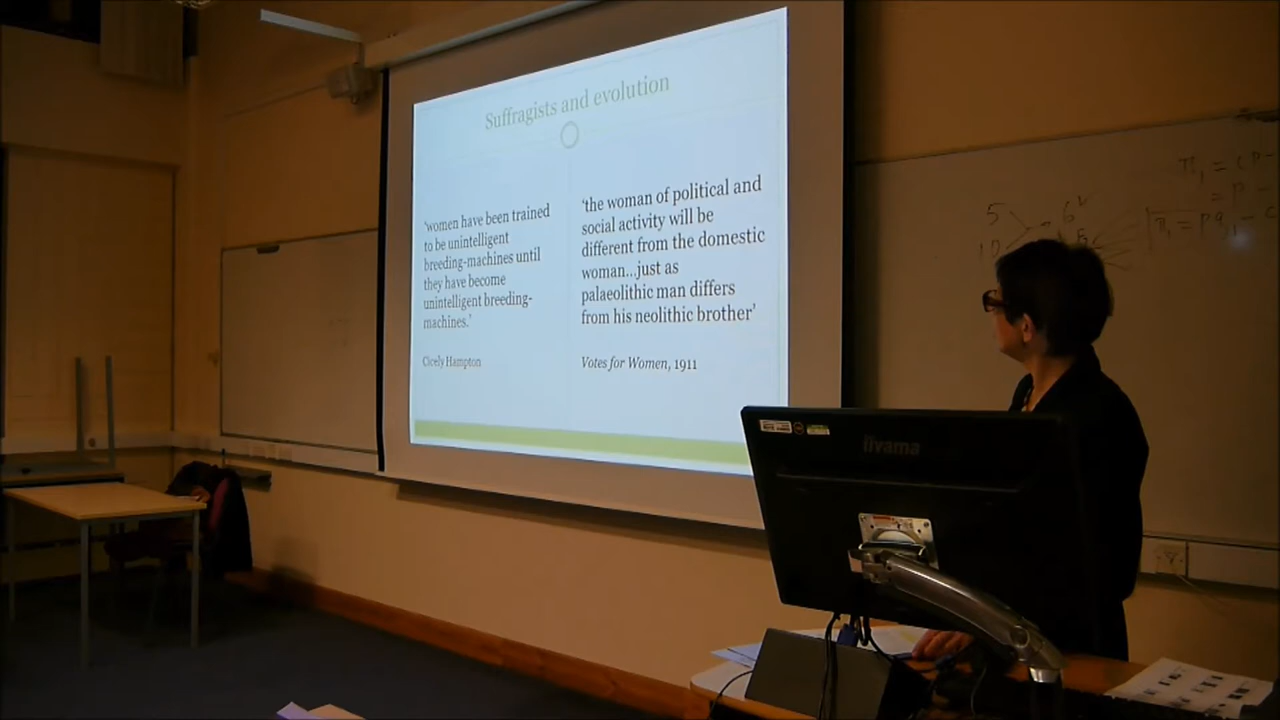 Suffragists and evolution
'women have been trained
to be unintelligent
breeding-machines until
they have become
unintelligent breeding-
machines.'
Cicely Hampton
'the woman of political and
social activity will be
different from the domestic
woman...just as
palaeolithic man differs
from his neolithic brother'
Votes for Women, 1911
iiyama
5
6